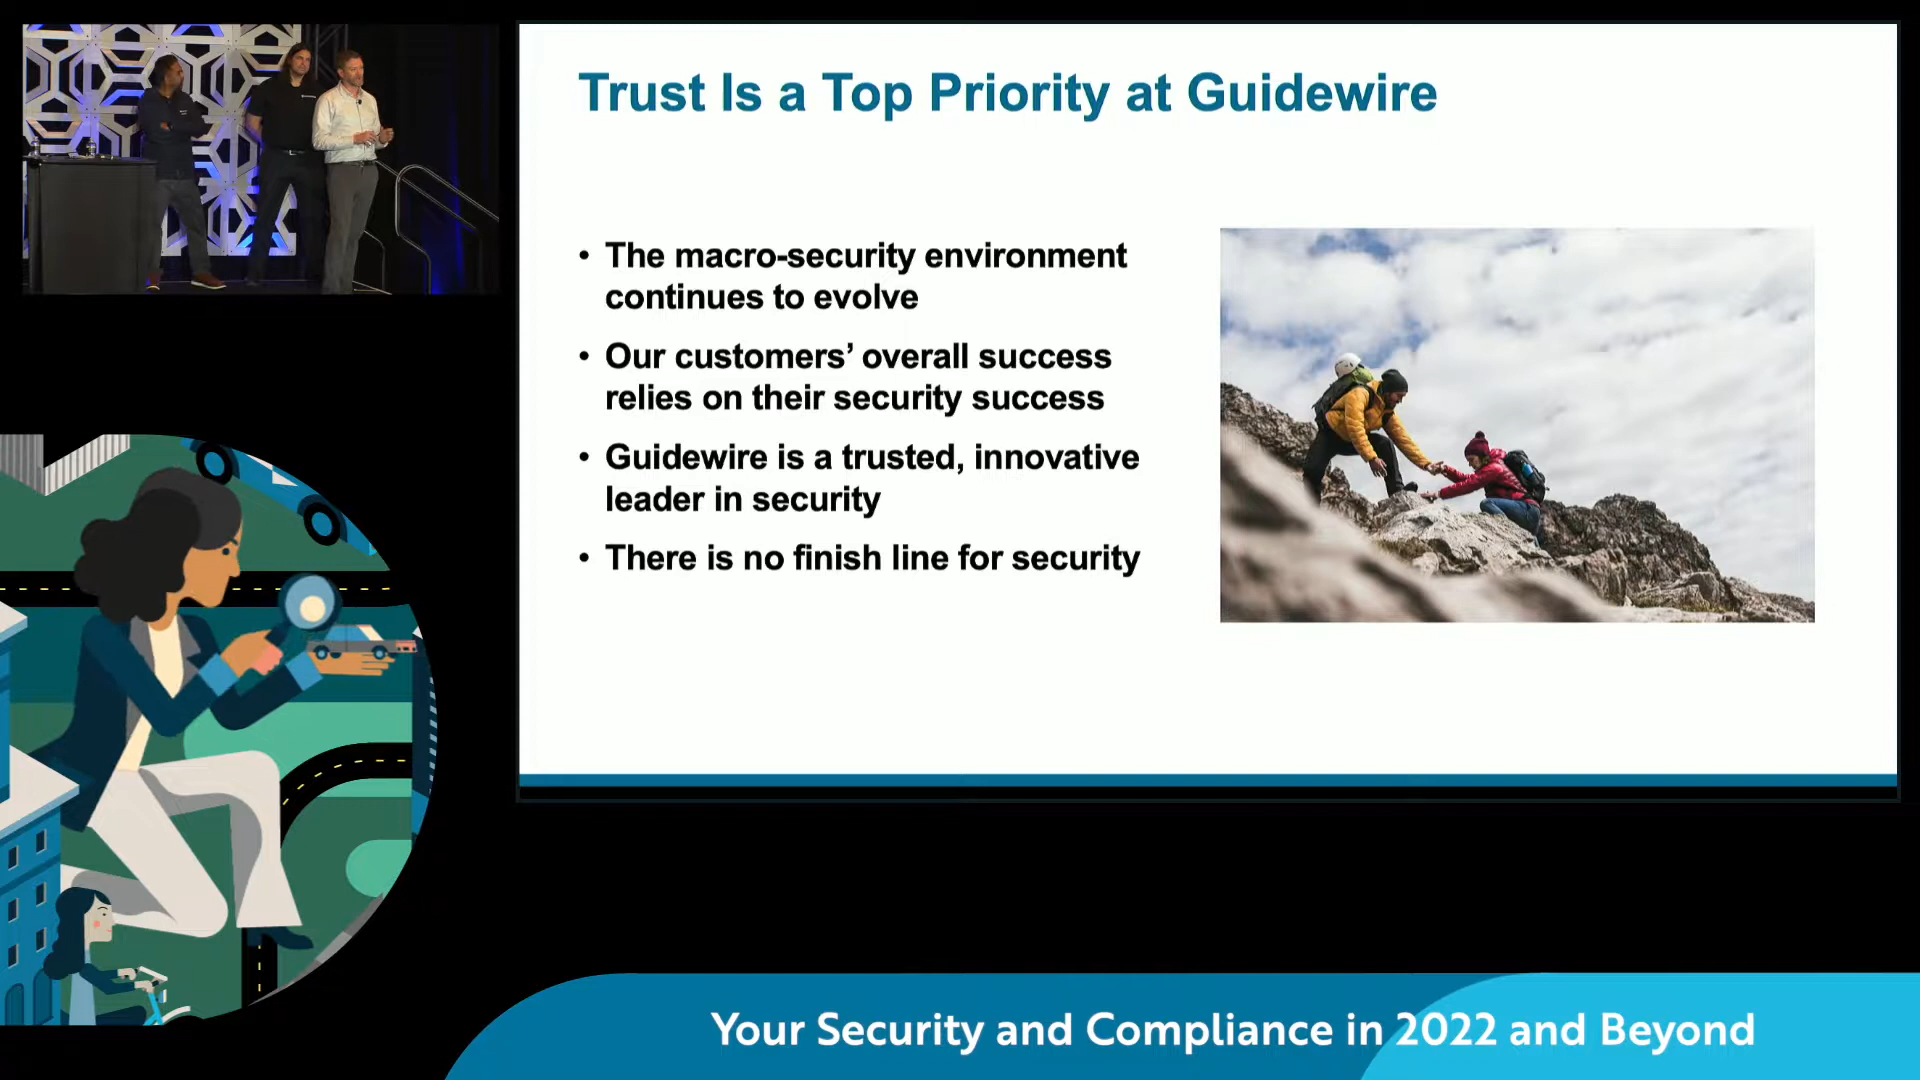 Trust Is a Top Priority at Guidewire
• The macro-security environment
continues to evolve
• Our customers’ overall success
relies on their security success
• Guidewire is a trusted, innovative
leader in security
• There is no finish line for security
Your Security and Compliance in 2022 and Beyond